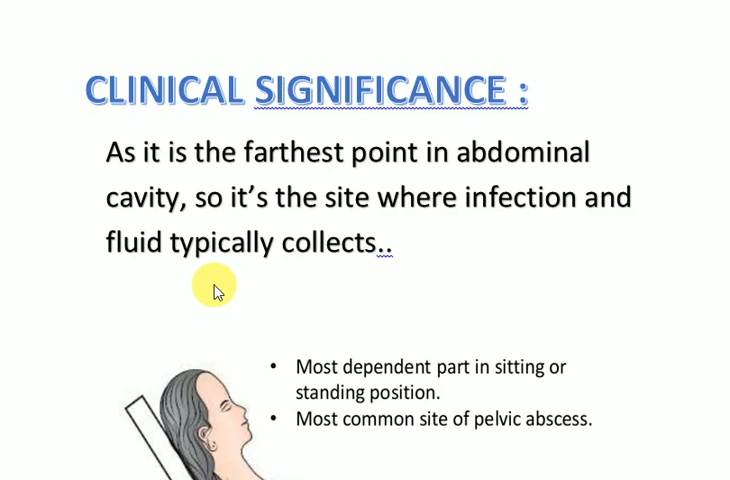 CLINICAL SIGNIFICANCE :
As it is the farthest point in abdominal
cavity, so it’s the site where infection and
fluid typically collects..
• Most dependent part in sitting or
standing position.
• Most common site of pelvic abscess.